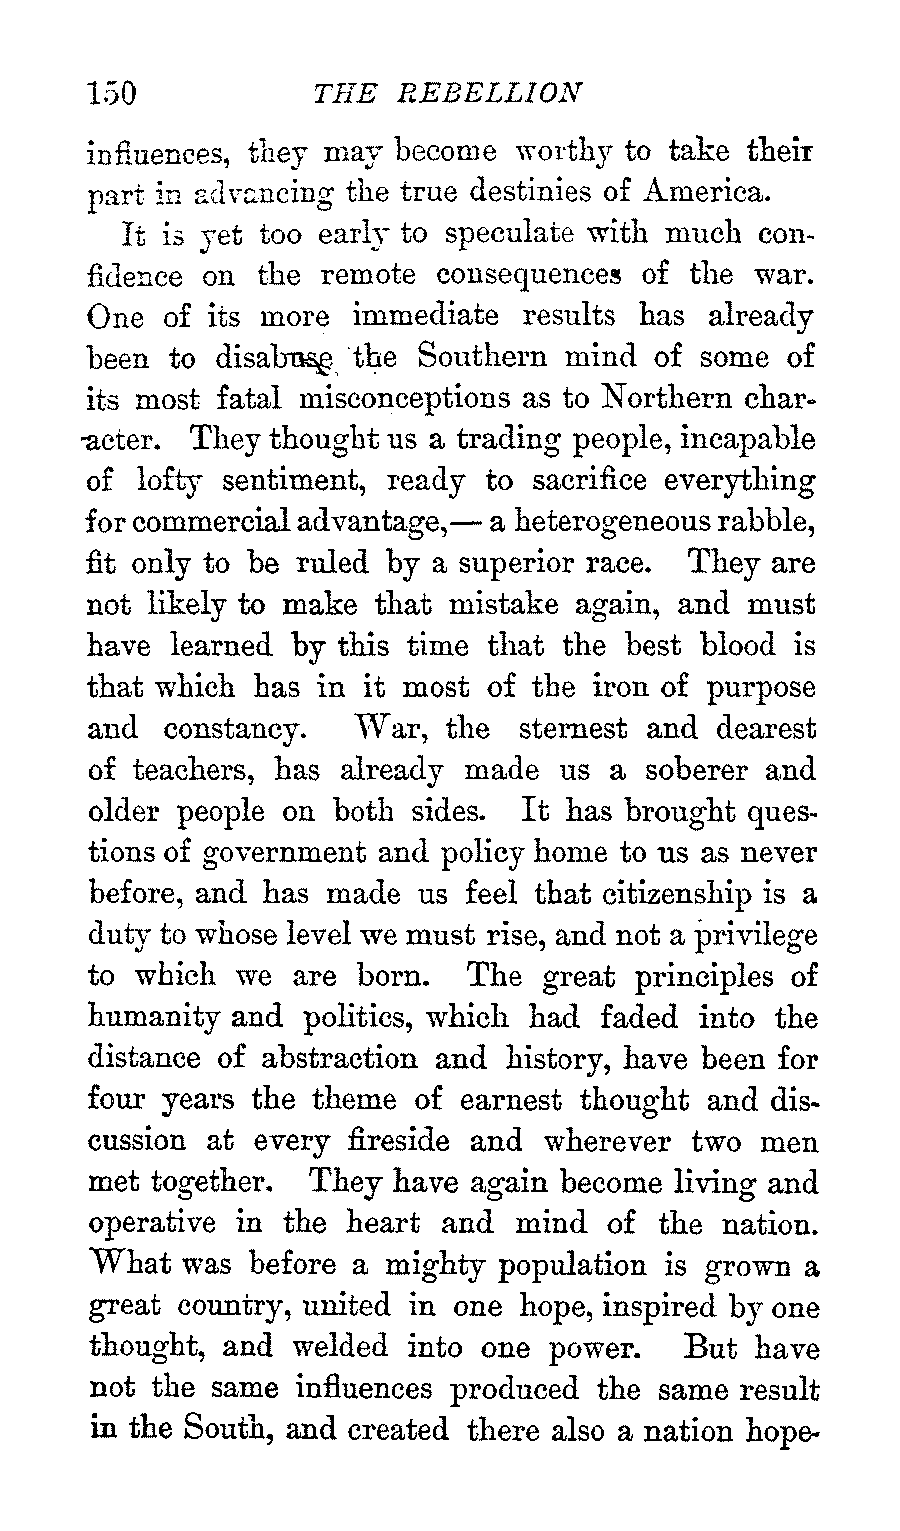 150 THE REBELLION
influences, they may become worthy to take their
part in advancing the true destinies of America.
It is yet too early to speculate with much con-
fidence on the remote consequences of the war.
One of its more immediate results has already
been to disabuse the Southern mind of some of
its most fatal misconceptions as to Northern char-
acter. They thought us a trading people, incapable
of lofty sentiment, ready to sacrifice everything
for commercial advantage,— a heterogeneous rabble,
fit only to be ruled by a superior race. They are
not likely to make that mistake again, and must
have learned by this time that the best blood is
that which has in it most of the iron of purpose
and constancy. War, the sternest and dearest
of teachers, has already made us a soberer and
older people on both sides. It has brought ques-
tions of government and policy home to us as never
before, and has made us feel that citizenship is a
duty to whose level we must rise, and not a privilege
to which we are born. The great principles of
humanity and politics, which had faded into the
distance of abstraction and history, have been for
four years the theme of earnest thought and dis-
cussion at every fireside and wherever two men
met together. They have again become living and
operative in the heart and mind of the nation.
What was before a mighty population is grown a
great country, united in one hope, inspired by one
thought, and welded into one power. But have
not the same influences produced the same result
in the South, and created there also a nation hope-